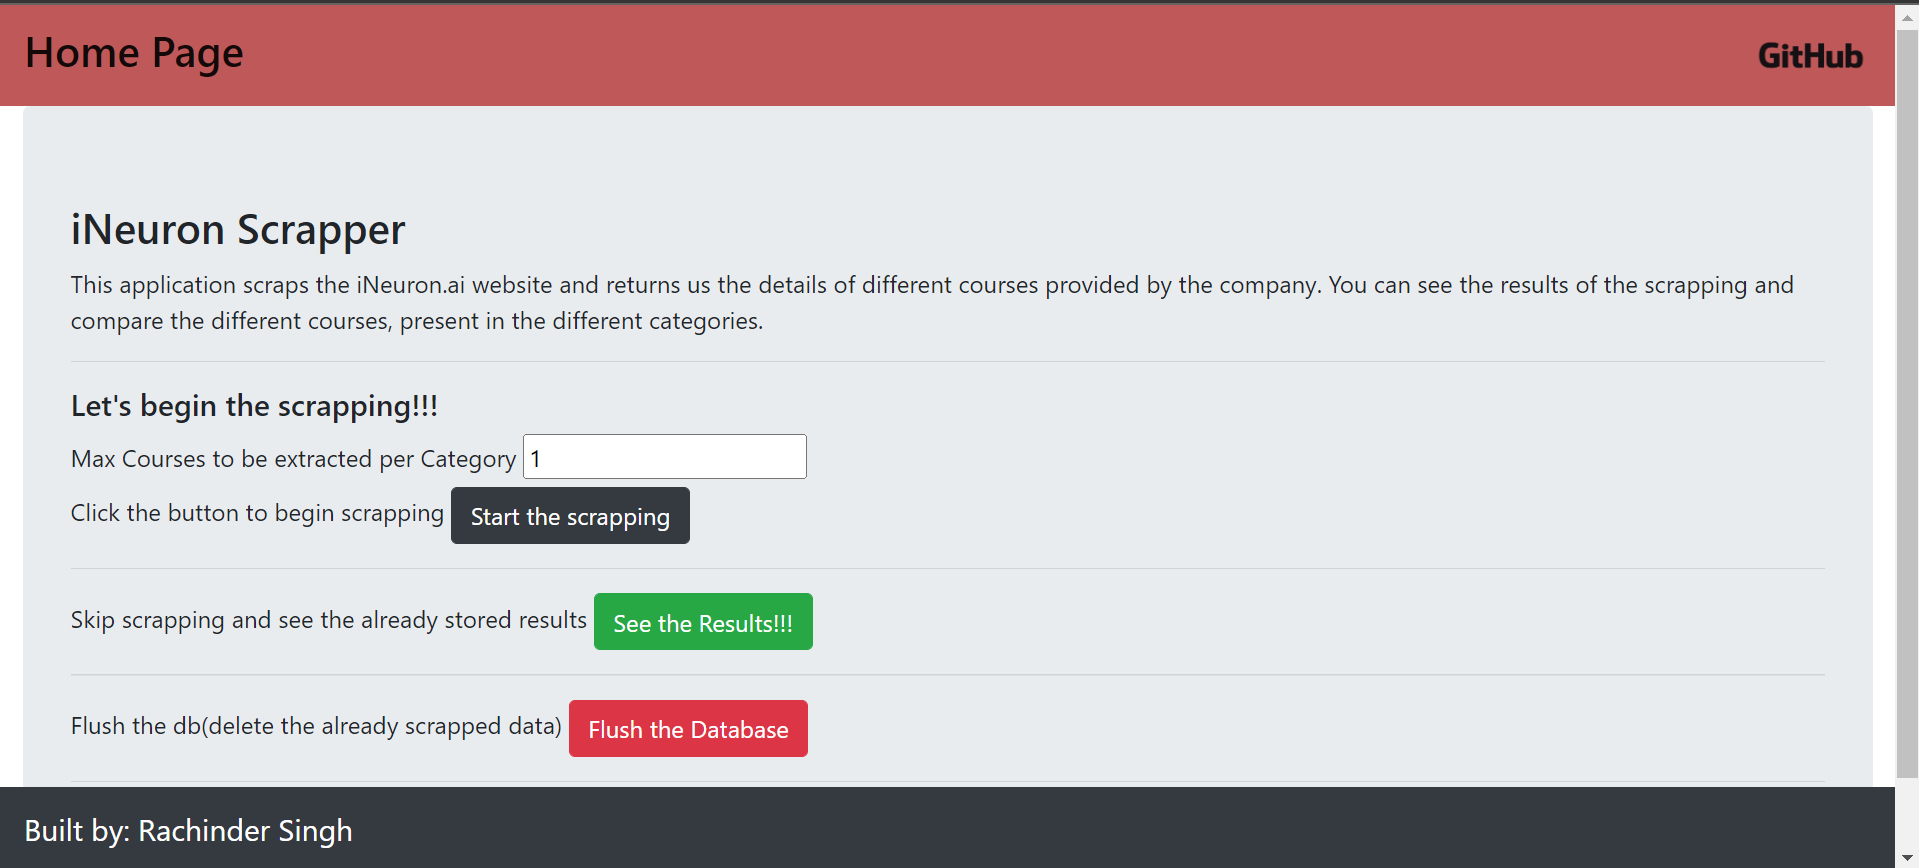 Home Page
GitHub
iNeuron Scrapper
This application scraps the iNeuron.ai website and returns us the details of different courses provided by the company. You can see the results of the scrapping and
compare the different courses, present in the different categories.
Let's begin the scrapping!!!
Max Courses to be extracted per Category 1
Click the button to begin scrapping Start the scrapping
Skip scrapping and see the already stored results See the Results!!!
Flush the db(delete the already scrapped data) Flush the Database
Built by: Rachinder Singh